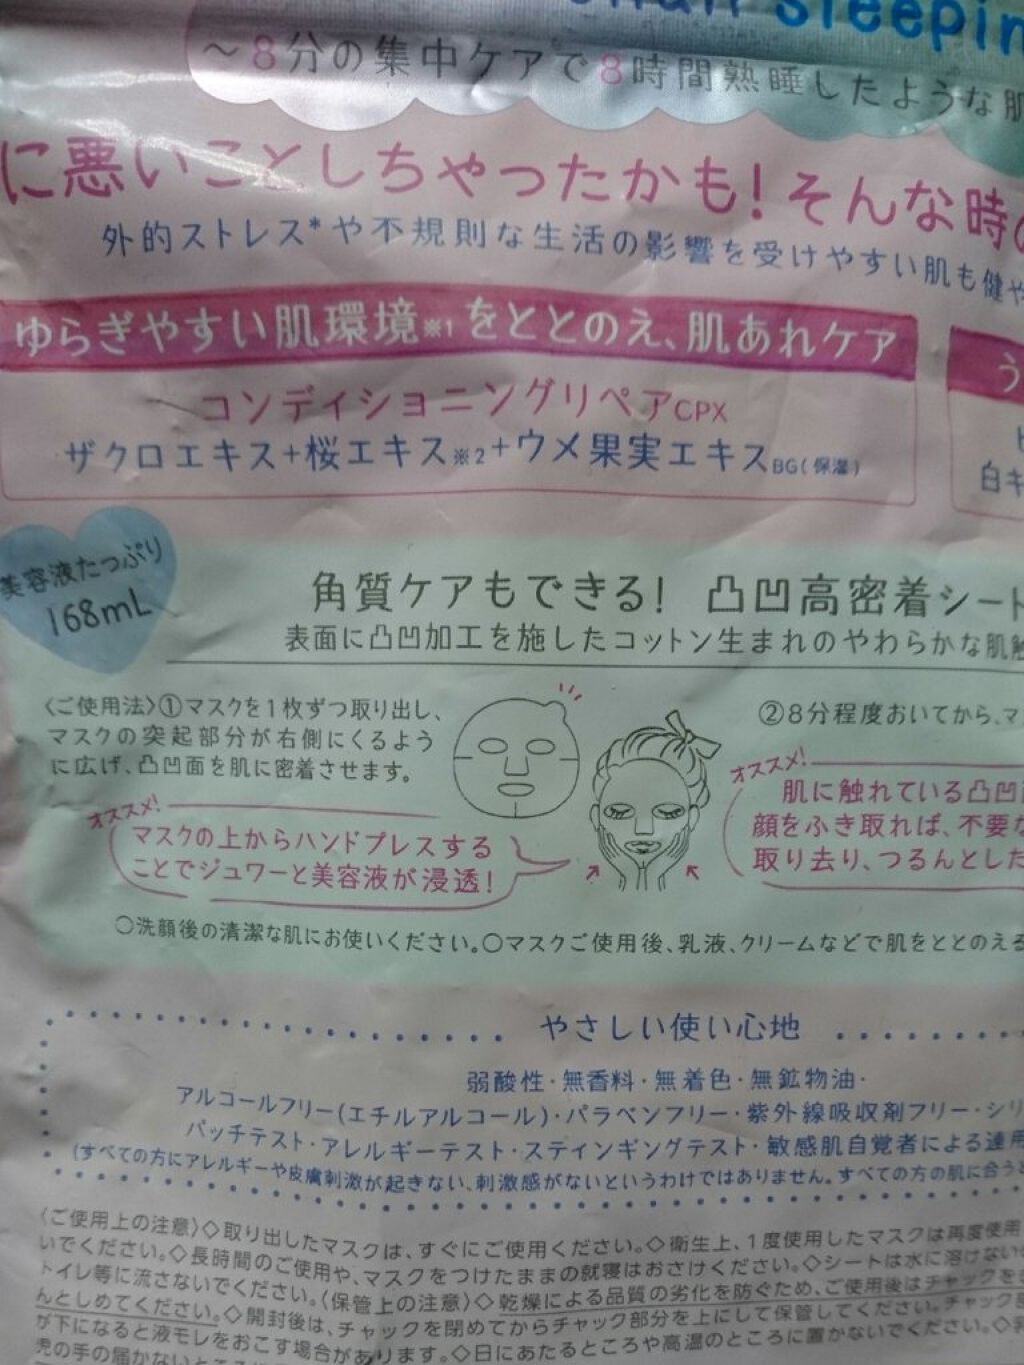 sleepin
～8分の集中ケアで8時間熟睡したような肌
に悪いことしちゃったかも!そんな時の
外的ストレス*や不規則な生活の影響を受けやすい肌も健や
ゆらぎやすい肌環境※1をととのえ、肌あれケア
う
コンディショニングリペアCPX
ザクロエキス+桜エキス※2+ウメ果実エキスBG(保湿)
白キ
美容液たっぷり
168mL
角質ケアもできる! 凸凹高密着シート
表面に凸凹加工を施したコットン生まれのやわらかな肌触
〈ご使用法〉①マスクを1枚ずつ取り出し、
マスクの突起部分が右側にくるよう
に広げ、凸凹面を肌に密着させます。
②8分程度おいてから、マ
オススメ!
マスクの上からハンドプレスする
ことでジュワーと美容液が浸透!
オススメ!
肌に触れている凸凹
顔をふき取れば、不要な
取り去り、つるんとした
○洗顔後の清潔な肌にお使いください。○マスクご使用後、乳液、クリームなどで肌をととのえる
やさしい使い心地
弱酸性・無香料・無着色・無鉱物油・
アルコールフリー(エチルアルコール)・パラベンフリー・紫外線吸収剤フリー・シリ
パッチテスト・アレルギーテスト・スティンギングテスト・敏感肌自覚者による連用
(すべての方にアレルギーや皮膚刺激が起きない、刺激感がないというわけではありません。すべての方の肌に合うと
〈ご使用上の注意〉◇取り出したマスクは、すぐにご使用ください。◇衛生上、1度使用したマスクは再度使用
いでください。◇長時間のご使用や、マスクをつけたままの就寝はおさけください。◇シートは水に溶けない
トイレ等に流さないでください。〈保管上の注意〉◇乾燥による品質の劣化を防ぐため、ご使用後はチャックを
んとしめてください。◇開封後は、チャックを閉めてからチャック部分を上にして保管してください。チャック
が下になると液モレをおこす場合があります。◇日にあたるところや高温のところに置かないでください。◇乳
児の手の届かないところに